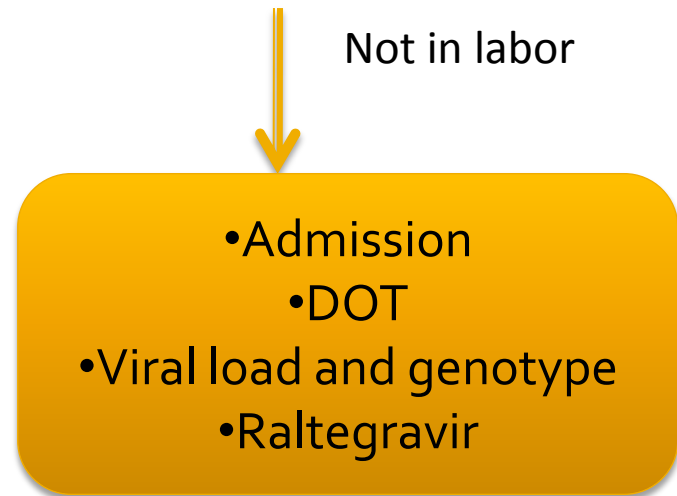 Not in labor
•Admission
•DOT
•Viral load and genotype
•Raltegravir